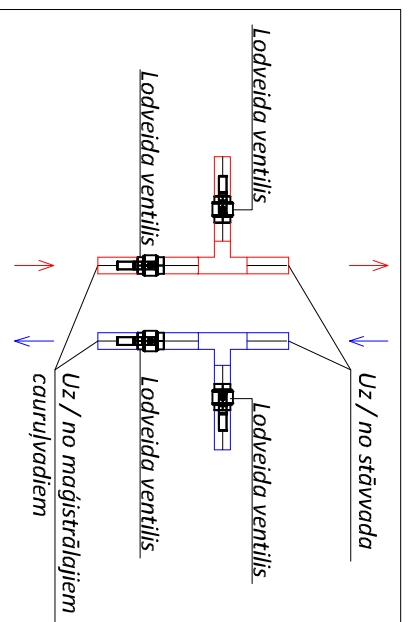 Lodveida ventilis
Lodveida ventilis
Uz / no stāvvada
Lodveida ventilis
Lodveida ventilis
Uz / no maģistrālajiem
cauruļvadiem